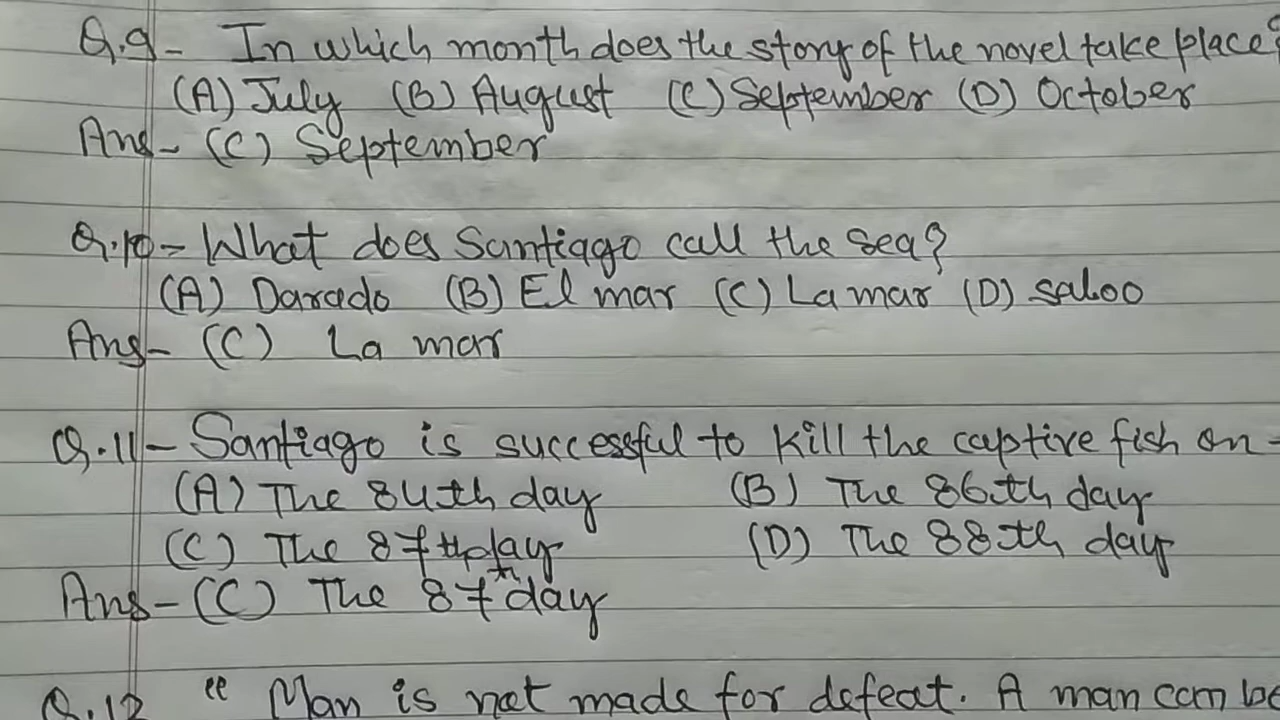 Q.9- In which month does the story of the novel take place?
(A) July (B) August (C) September (D) October
Ans- (C) September
Q.10- What does Santiago call the sea?
(A) Darado (B) El mar (C) La mar (D) saloo
Ans- (C) La mar
Q.11- Santiago is successful to kill the captive fish on-
(A) The 84th day (B) The 86th day
(C) The 87th day (D) The 88th day
Ans- (C) The 87th day
Q.12 " Man is not made for defeat. A man can be